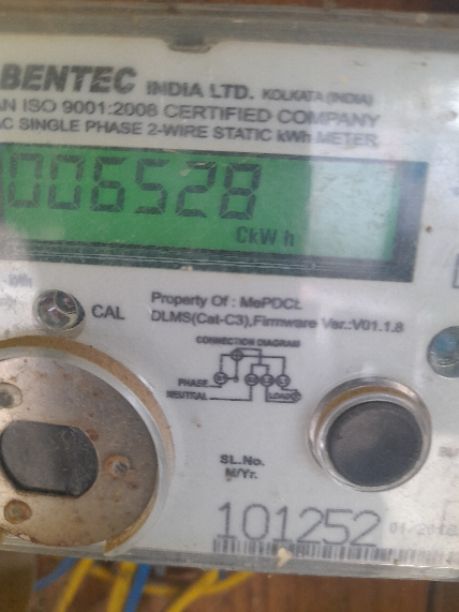 BENTEC INDIA LTD. KOLKATA (INDIA)
AN ISO 9001:2008 CERTIFIED COMPANY
AC SINGLE PHASE 2-WIRE STATIC kWh METER
006528
CkWh
CAL
Property Of : MePDCL
DLMS(Cat-C3),Firmware Ver.:V01.1.8
CONNECTION DIAGRAM
PHASE
NEUTRAL
LOAD
SL.No.
M/Yr.
101252